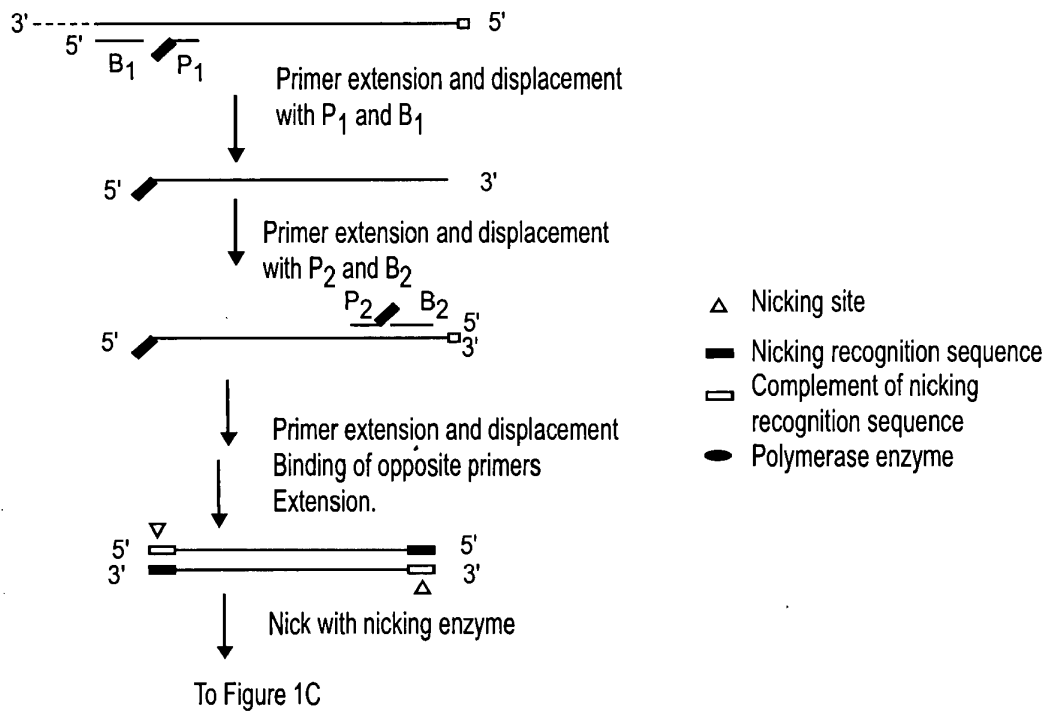 3' 5'
5'
B1 P1
Primer extension and displacement
with P1 and B1
5' 3'
Primer extension and displacement
with P2 and B2
P2 B2
5'
5' 3'
Primer extension and displacement
Binding of opposite primers
Extension.
5' 5'
3' 3'
Nick with nicking enzyme
To Figure 1C
Nicking site
Nicking recognition sequence
Complement of nicking
recognition sequence
Polymerase enzyme